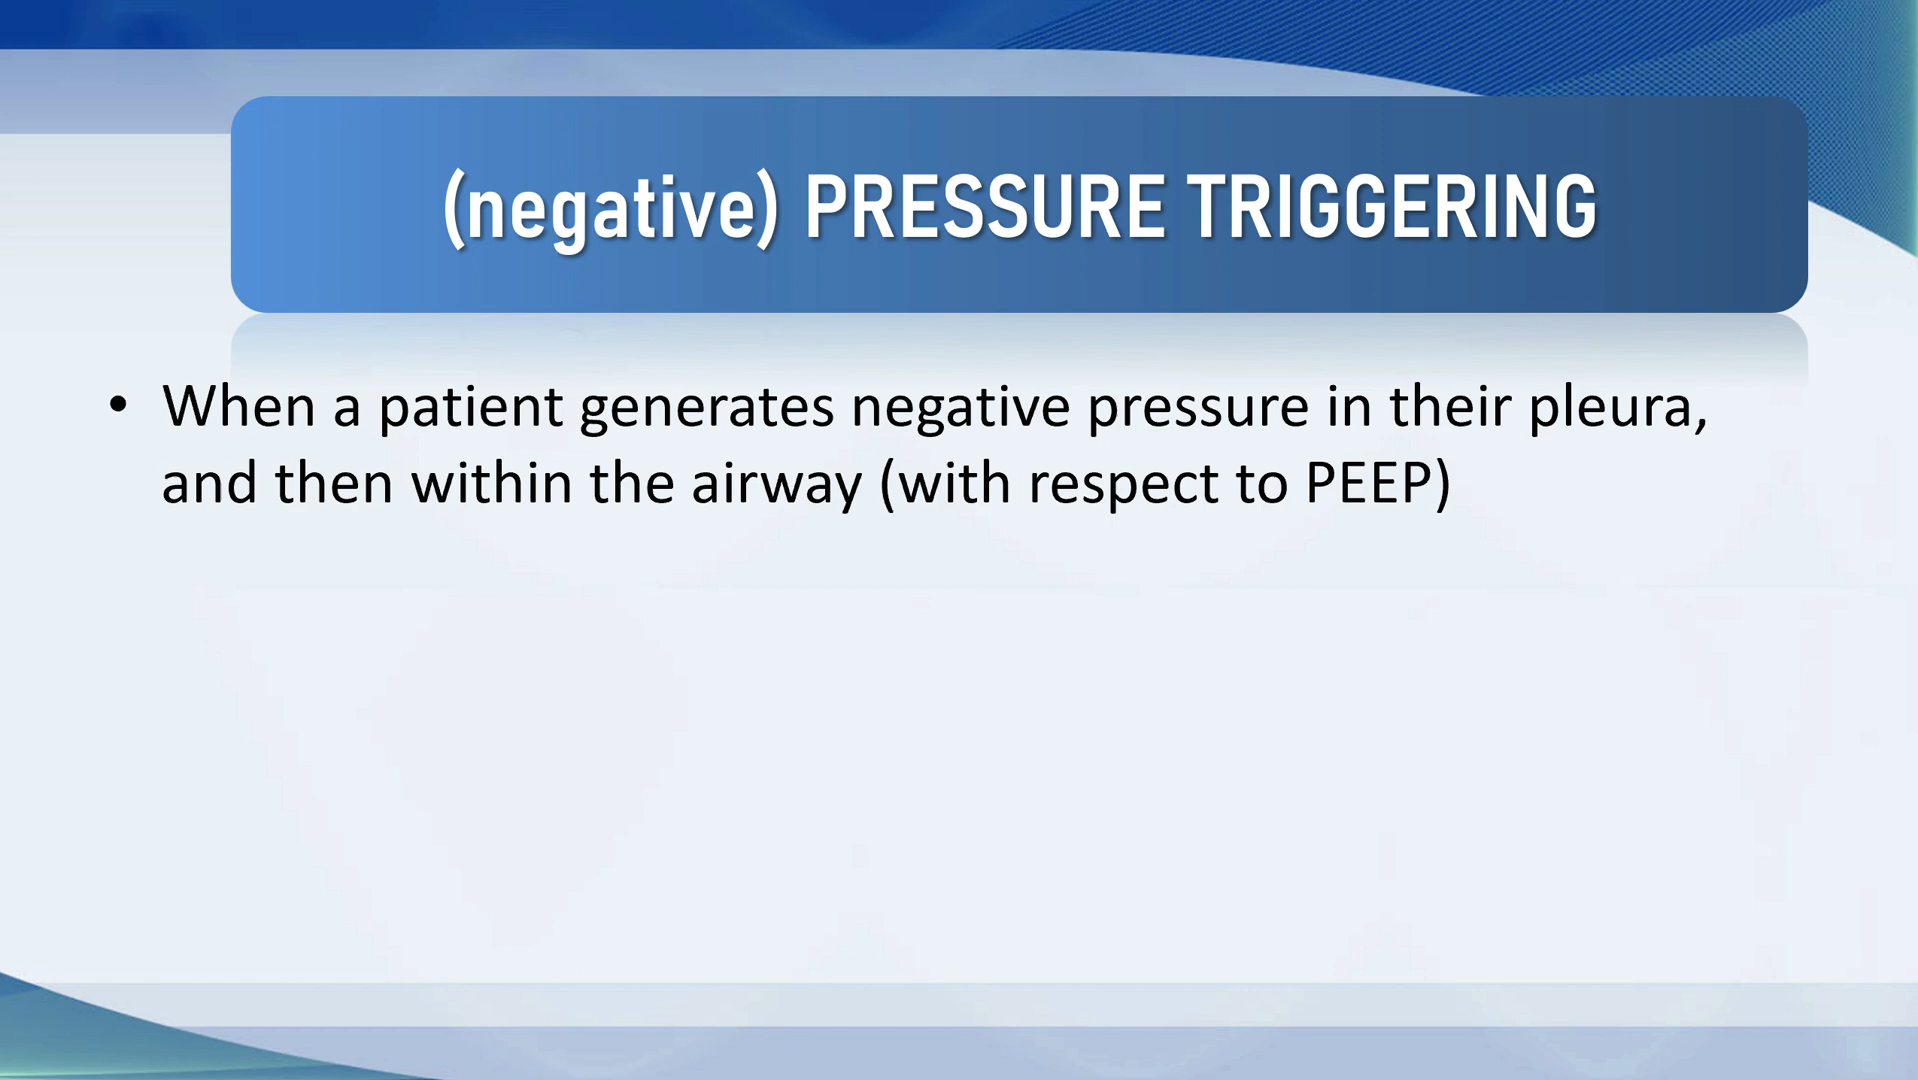 (negative) PRESSURE TRIGGERING
• When a patient generates negative pressure in their pleura,
and then within the airway (with respect to PEEP)